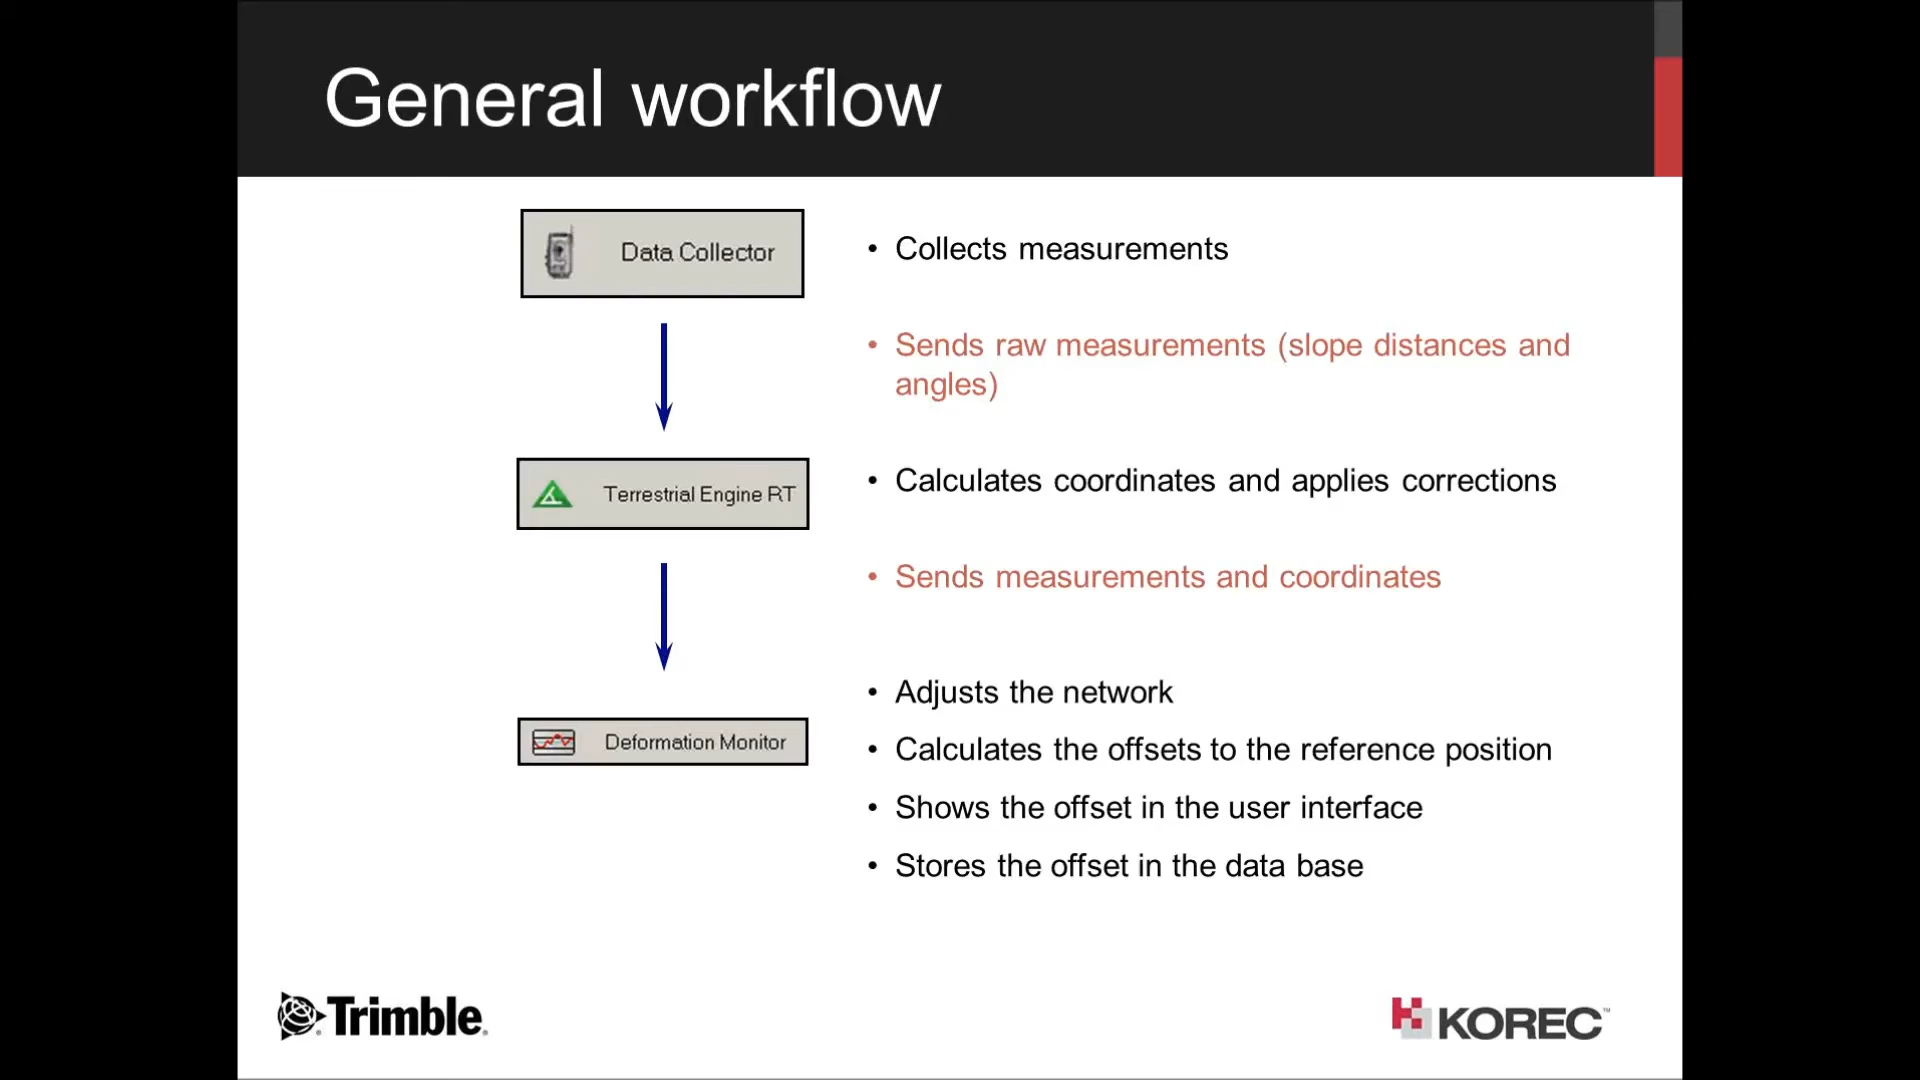 General workflow
Data Collector
• Collects measurements
• Sends raw measurements (slope distances and
angles)
Terrestrial Engine RT
• Calculates coordinates and applies corrections
• Sends measurements and coordinates
• Adjusts the network
Deformation Monitor
• Calculates the offsets to the reference position
• Shows the offset in the user interface
• Stores the offset in the data base
Trimble®
KOREC™